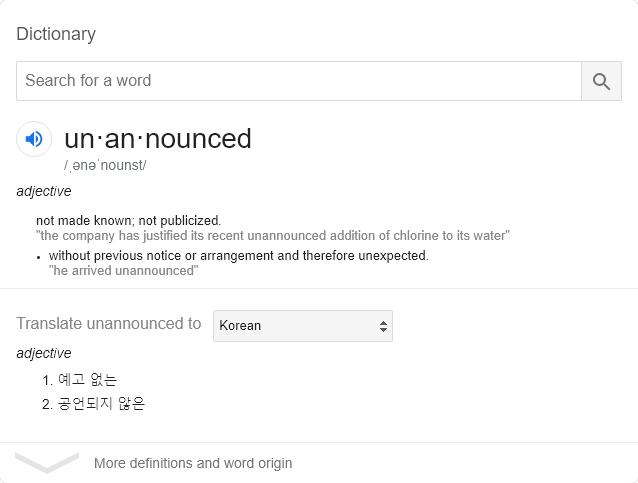 Dictionary
Search for a word
un·an·nounced
/ˌənəˈnounst/
adjective
not made known; not publicized.
"the company has justified its recent unannounced addition of chlorine to its water"
• without previous notice or arrangement and therefore unexpected.
"he arrived unannounced"
Translate unannounced to Korean
adjective
1. 예고 없는
2. 공언되지 않은
More definitions and word origin